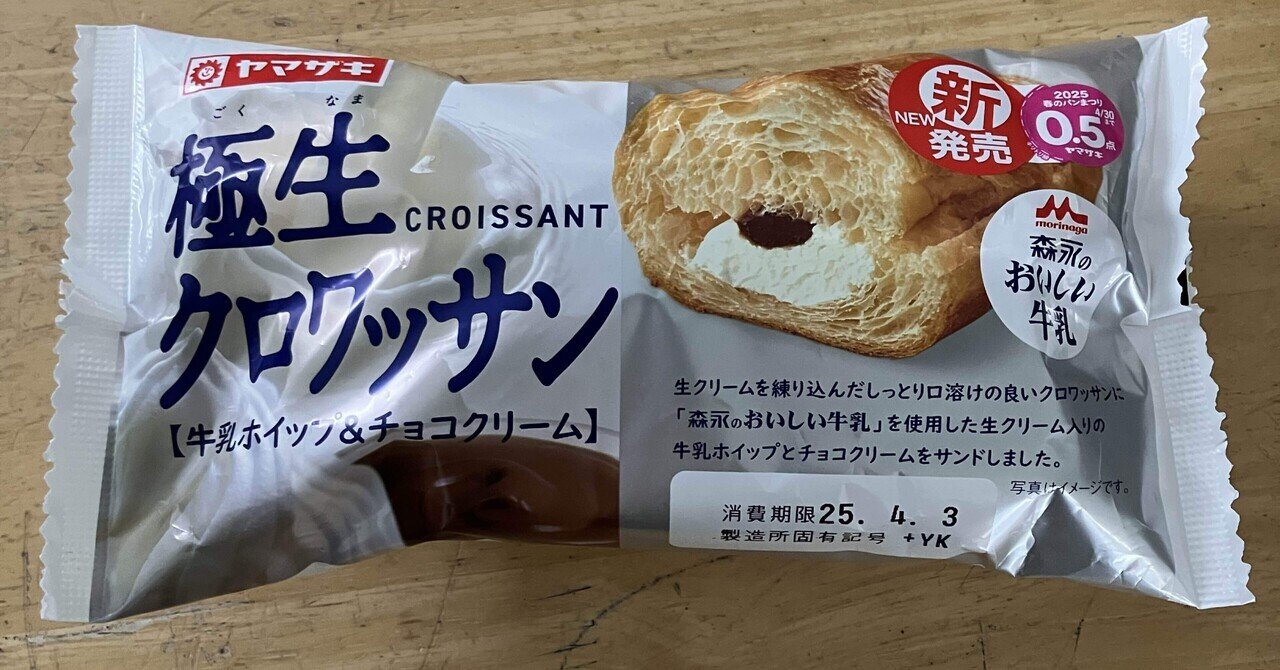 ヤマザキ
ごく なま
極生
CROISSANT
クロワッサン
【牛乳ホイップ&チョコクリーム】
NEW
新
発売
2025
春のパンまつり
4/30まで
0.5点
ヤマザキ
morinaga
森永の
おいしい
牛乳
生クリームを練り込んだしっとり口溶けの良いクロワッサンに
「森永のおいしい牛乳」を使用した生クリーム入りの
牛乳ホイップとチョコクリームをサンドしました。
写真はイメージです。
消費期限25. 4. 3
製造所固有記号 +YK